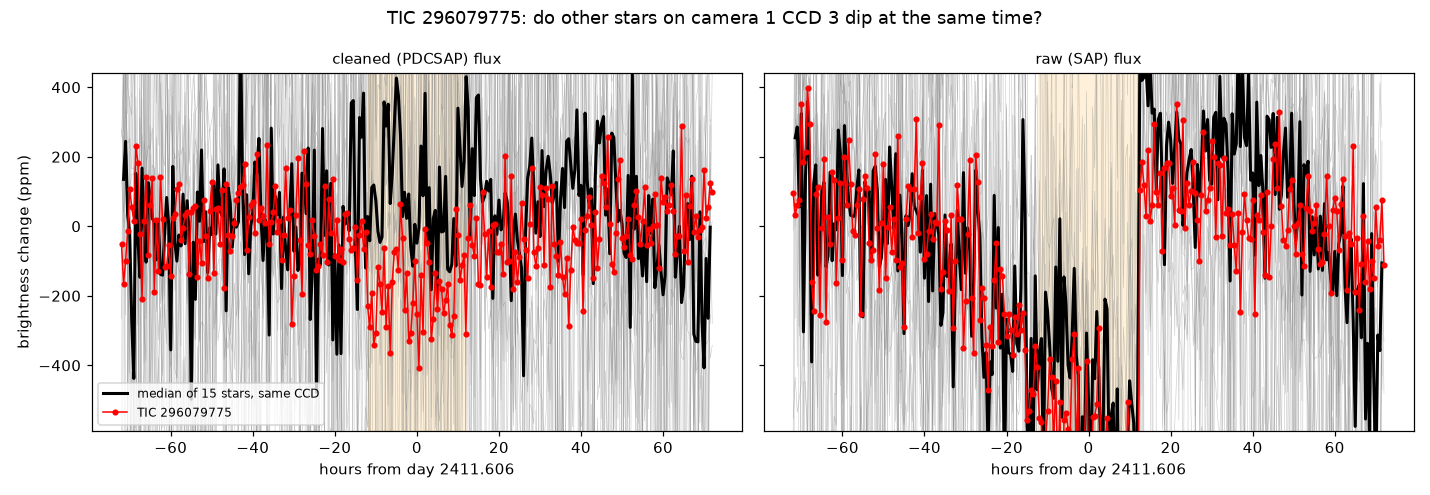 TIC 296079775: do other stars on camera 1 CCD 3 dip at the same time?
cleaned (PDCSAP) flux
raw (SAP) flux
brightness change (ppm)
400
200
0
−200
−400
median of 15 stars, same CCD
TIC 296079775
−60 −40 −20 0 20 40 60
−60 −40 −20 0 20 40 60
hours from day 2411.606
hours from day 2411.606